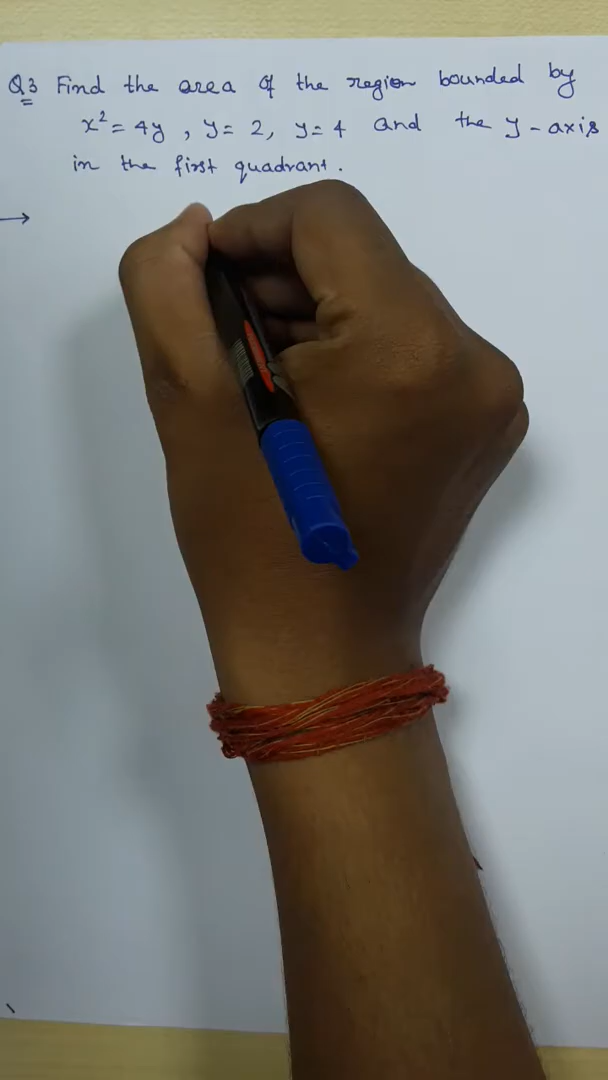 Q3 Find the area of the region bounded by
x² = 4y , y = 2, y = 4 and the y - axis
in the first quadrant.
→